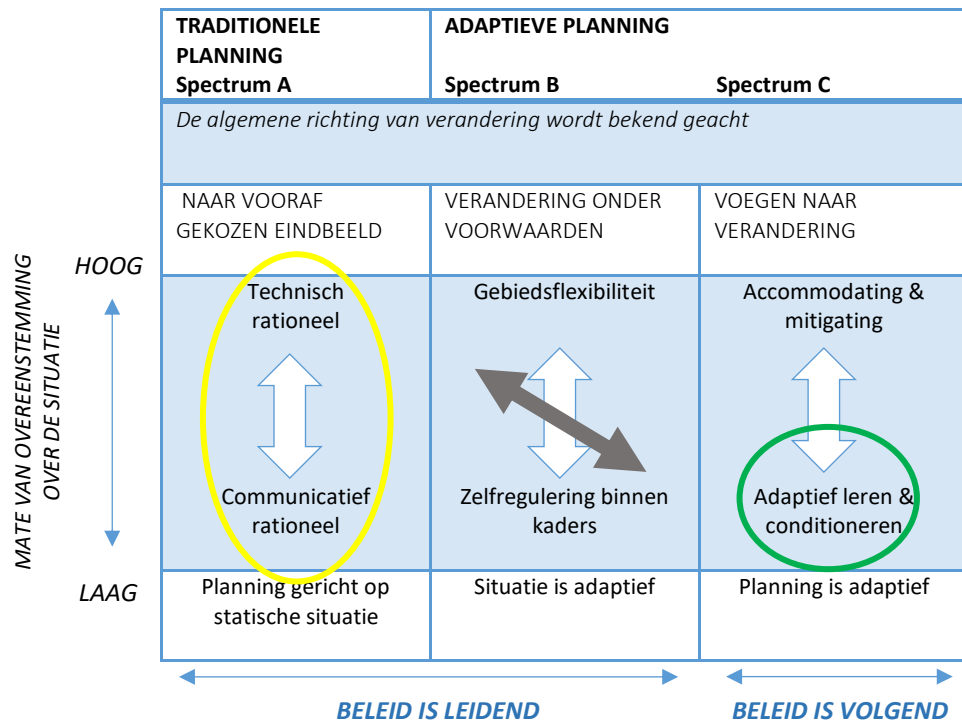 TRADITIONELE
PLANNING
Spectrum A
ADAPTIEVE PLANNING
Spectrum B
Spectrum C
De algemene richting van verandering wordt bekend geacht
NAAR VOORAF
GEKOZEN EINDBEELD
VERANDERING ONDER
VOORWAARDEN
VOEGEN NAAR
VERANDERING
MATE VAN OVEREENSTEMMING
OVER DE SITUATIE
HOOG
Technisch
rationeel
Gebiedsflexibiliteit
Accommodating &
mitigating
Communicatief
rationeel
Zelfregulering binnen
kaders
Adaptief leren &
conditioneren
LAAG
Planning gericht op
statische situatie
Situatie is adaptief
Planning is adaptief
BELEID IS LEIDEND
BELEID IS VOLGEND